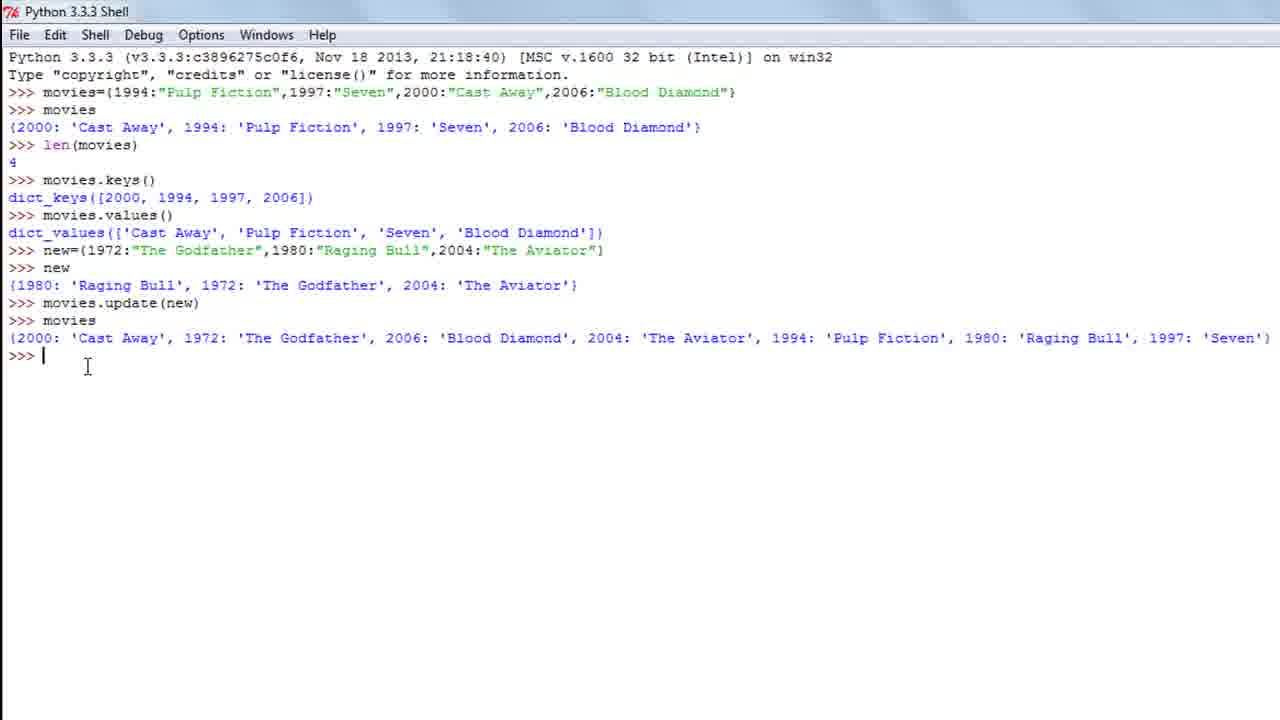 Python 3.3.3 Shell
File Edit Shell Debug Options Windows Help
Python 3.3.3 (v3.3.3:c3896275c0f6, Nov 18 2013, 21:18:40) [MSC v.1600 32 bit (Intel)] on win32
Type "copyright", "credits" or "license()" for more information.
>>> movies={1994:"Pulp Fiction",1997:"Seven",2000:"Cast Away",2006:"Blood Diamond"}
>>> movies
{2000: 'Cast Away', 1994: 'Pulp Fiction', 1997: 'Seven', 2006: 'Blood Diamond'}
>>> len(movies)
4
>>> movies.keys()
dict_keys([2000, 1994, 1997, 2006])
>>> movies.values()
dict_values(['Cast Away', 'Pulp Fiction', 'Seven', 'Blood Diamond'])
>>> new={1972:"The Godfather",1980:"Raging Bull",2004:"The Aviator"}
>>> new
{1980: 'Raging Bull', 1972: 'The Godfather', 2004: 'The Aviator'}
>>> movies.update(new)
>>> movies
{2000: 'Cast Away', 1972: 'The Godfather', 2006: 'Blood Diamond', 2004: 'The Aviator', 1994: 'Pulp Fiction', 1980: 'Raging Bull', 1997: 'Seven'}
>>>